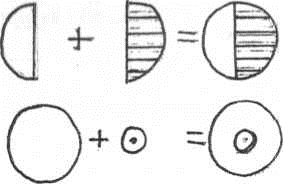 + =
+ =